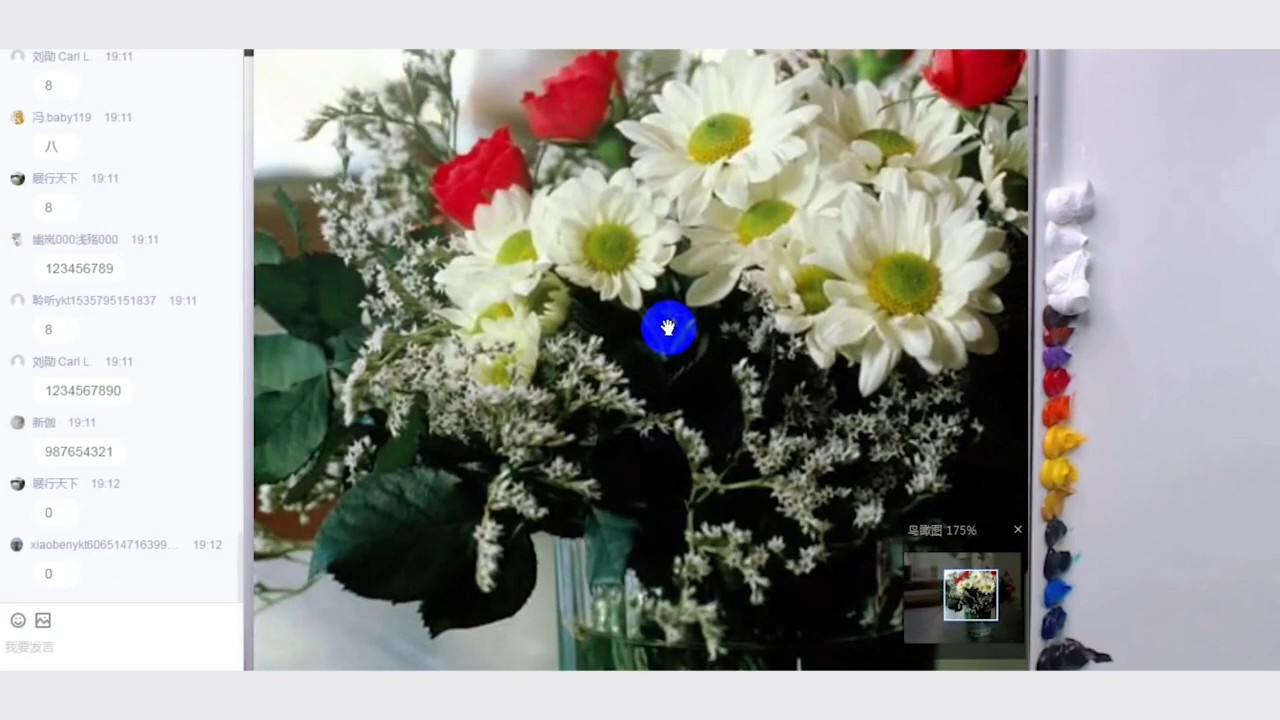 刘勋 Carl L. 19:11
8
冯.baby119 19:11
八
履行天下 19:11
8
幽岚000浅殇000 19:11
123456789
聆听ykt1535795151837 19:11
8
刘勋 Carl L. 19:11
1234567890
新伽 19:11
987654321
履行天下 19:12
0
xiaobenykt606514716399... 19:12
0
我要发言
鸟瞰图 175%